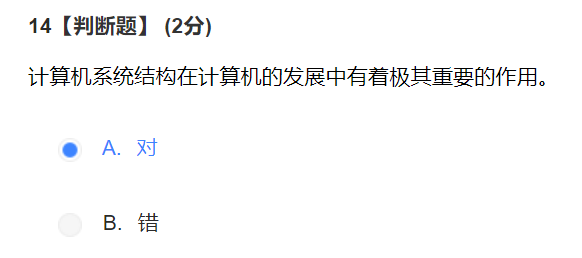 14【判断题】 (2分)
计算机系统结构在计算机的发展中有着极其重要的作用。
A. 对
B. 错